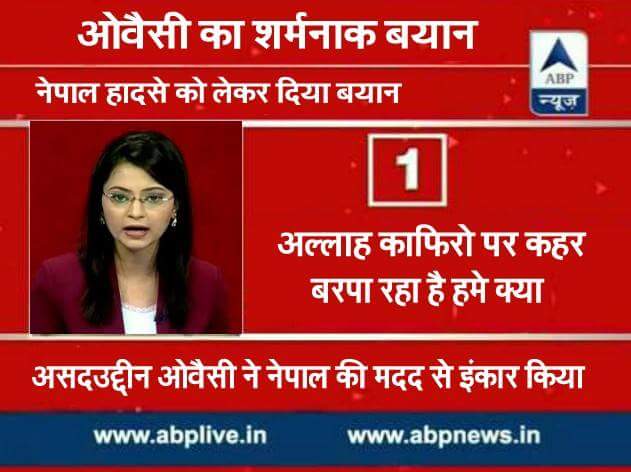 ओवैसी का शर्मनाक बयान
नेपाल हादसे को लेकर दिया बयान
ABP
न्यूज़
1
अल्लाह काफिरो पर कहर
बरपा रहा है हमे क्या
असदउद्दीन ओवैसी ने नेपाल की मदद से इंकार किया
www.abplive.in
www.abpnews.in